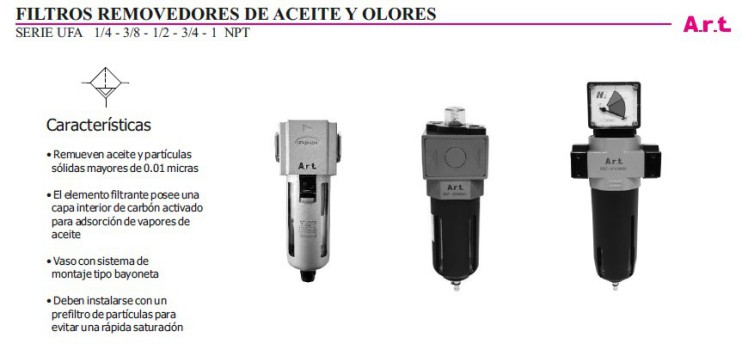 FILTROS REMOVEDORES DE ACEITE Y OLORES
SERIE UFA 1/4 - 3/8 - 1/2 - 3/4 - 1 NPT
A.r.t.
Características
• Remueven aceite y partículas
sólidas mayores de 0.01 micras
• El elemento filtrante posee una
capa interior de carbón activado
para adsorción de vapores de
aceite
• Vaso con sistema de
montaje tipo bayoneta
• Deben instalarse con un
prefiltro de partículas para
evitar una rápida saturación
A.r.t.
A.r.t.
A.r.t.